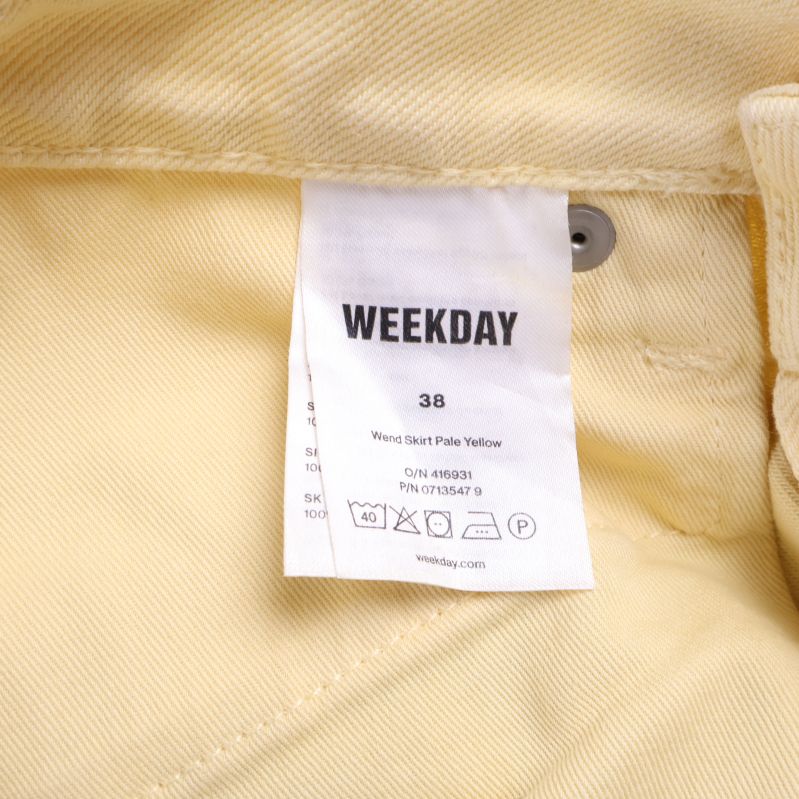 WEEKDAY
38
Wend Skirt Pale Yellow
O/N 416931
P/N 0713547 9
40
P
weekday.com